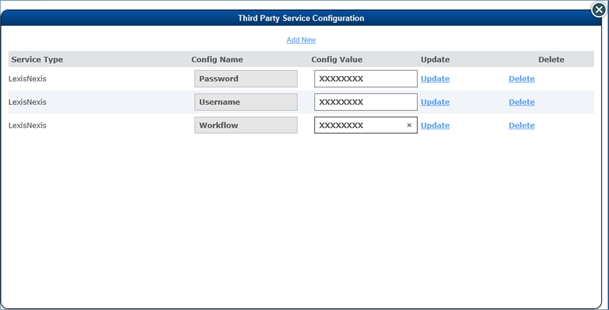 Third Party Service Configuration
Add New
Service Type Config Name Config Value Update Delete
LexisNexis Password XXXXXXXX Update Delete
LexisNexis Username XXXXXXXX Update Delete
LexisNexis Workflow XXXXXXXX × Update Delete